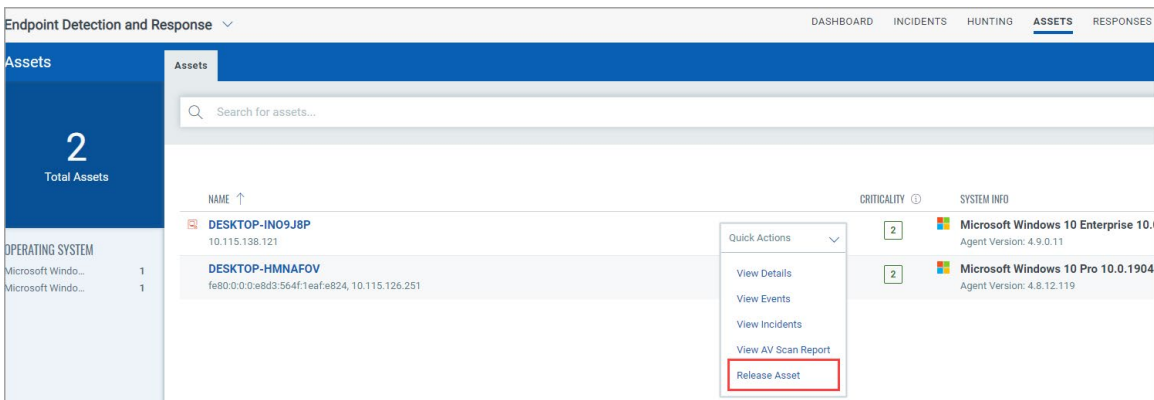 Endpoint Detection and Response
DASHBOARD INCIDENTS HUNTING ASSETS RESPONSES
Assets
Assets
Search for assets...
2
Total Assets
NAME CRITICALITY SYSTEM INFO
DESKTOP-INO9J8P
10.115.138.121
Quick Actions
2
Microsoft Windows 10 Enterprise 10.
Agent Version: 4.9.0.11
OPERATING SYSTEM
Microsoft Windo... 1
Microsoft Windo... 1
DESKTOP-HMNAFOV
fe80:0:0:0:e8d3:564f:1eaf:e824, 10.115.126.251
2
Microsoft Windows 10 Pro 10.0.1904
Agent Version: 4.8.12.119
View Details
View Events
View Incidents
View AV Scan Report
Release Asset